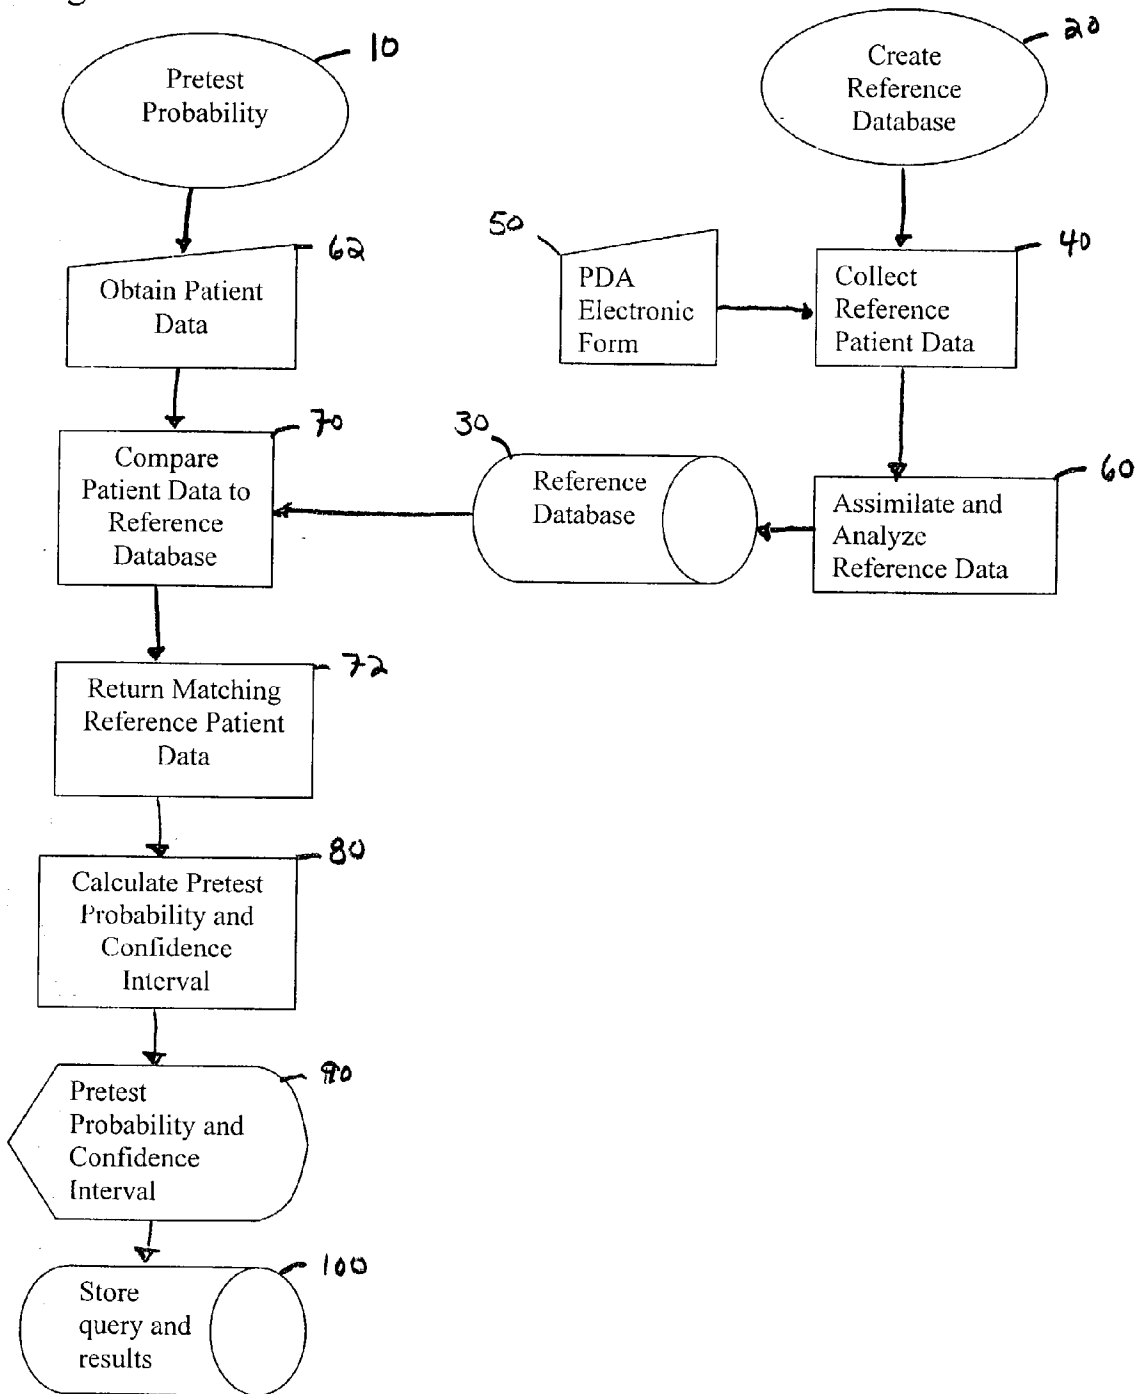 10
Pretest
Probability
20
Create
Reference
Database
62
Obtain Patient
Data
50
PDA
Electronic
Form
40
Collect
Reference
Patient Data
70
Compare
Patient Data to
Reference
Database
30
Reference
Database
60
Assimilate and
Analyze
Reference Data
72
Return Matching
Reference Patient
Data
80
Calculate Pretest
Probability and
Confidence
Interval
90
Pretest
Probability and
Confidence
Interval
100
Store
query and
results